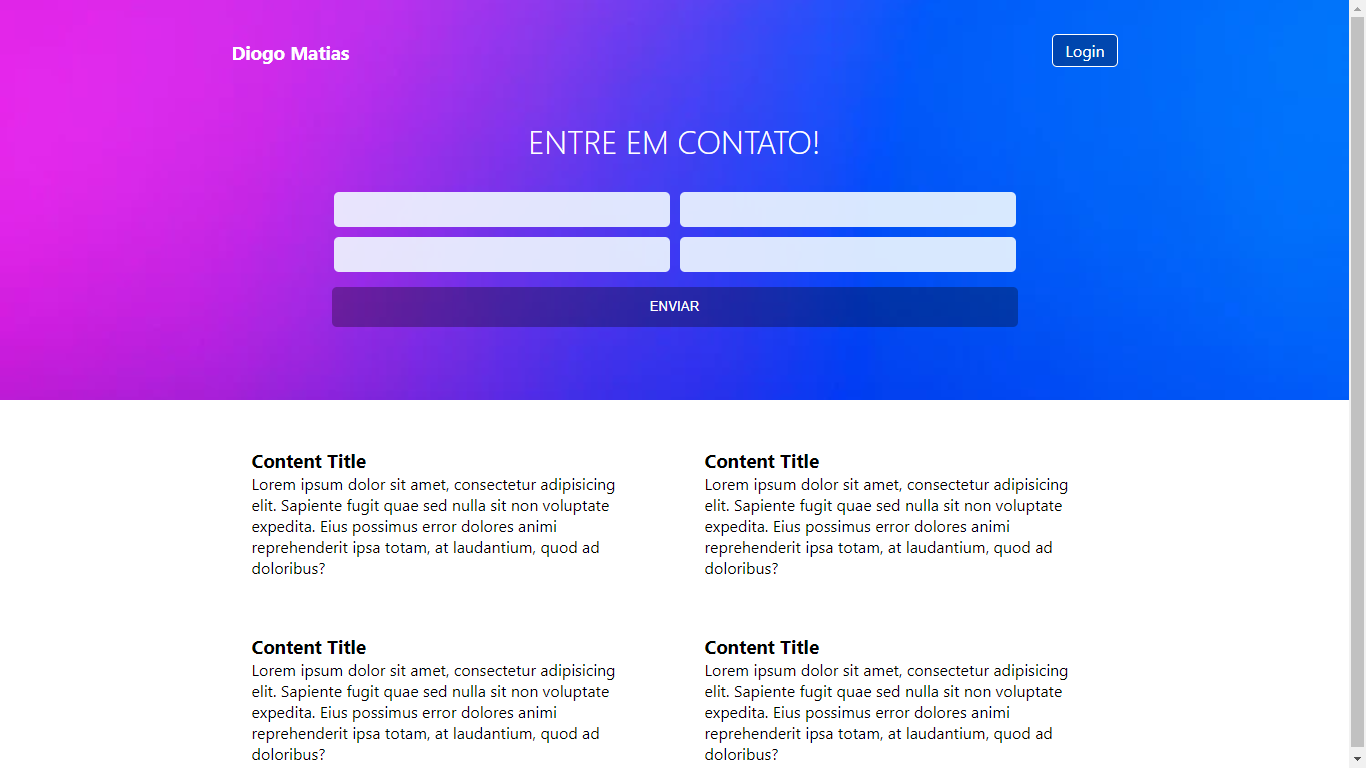 Diogo Matias
Login
ENTRE EM CONTATO!
ENVIAR
Content Title
Lorem ipsum dolor sit amet, consectetur adipisicing
elit. Sapiente fugit quae sed nulla sit non voluptate
expedita. Eius possimus error dolores animi
reprehenderit ipsa totam, at laudantium, quod ad
doloribus?
Content Title
Lorem ipsum dolor sit amet, consectetur adipisicing
elit. Sapiente fugit quae sed nulla sit non voluptate
expedita. Eius possimus error dolores animi
reprehenderit ipsa totam, at laudantium, quod ad
doloribus?
Content Title
Lorem ipsum dolor sit amet, consectetur adipisicing
elit. Sapiente fugit quae sed nulla sit non voluptate
expedita. Eius possimus error dolores animi
reprehenderit ipsa totam, at laudantium, quod ad
doloribus?
Content Title
Lorem ipsum dolor sit amet, consectetur adipisicing
elit. Sapiente fugit quae sed nulla sit non voluptate
expedita. Eius possimus error dolores animi
reprehenderit ipsa totam, at laudantium, quod ad
doloribus?